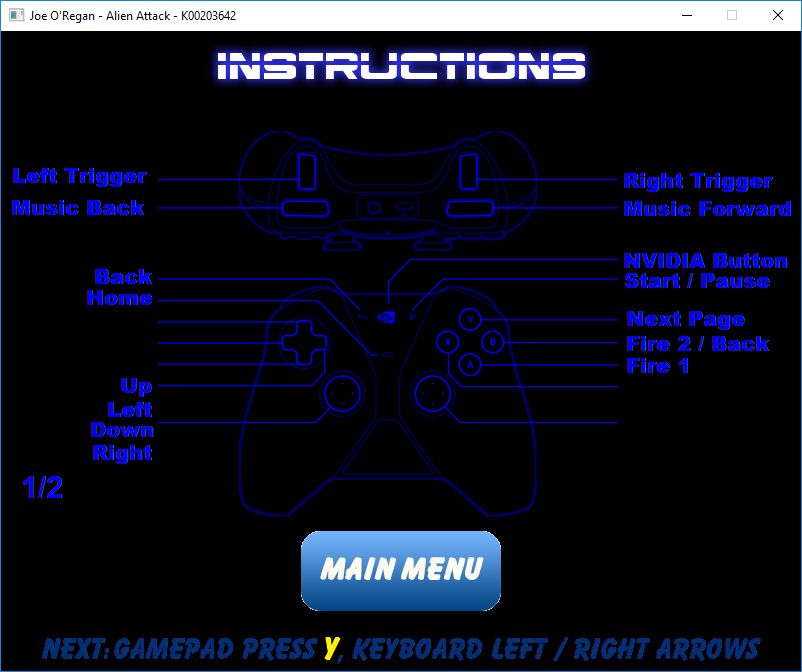 Joe O'Regan - Alien Attack - K00203642
INSTRUCTIONS
Left Trigger
Right Trigger
Music Back
Music Forward
NVIDIA Button
Back
Start / Pause
Home
Next Page
Y
X
B
Fire 2 / Back
A
Fire 1
Up
Left
Down
Right
1/2
MAIN MENU
NEXT: GAMEPAD PRESS Y, KEYBOARD LEFT / RIGHT ARROWS